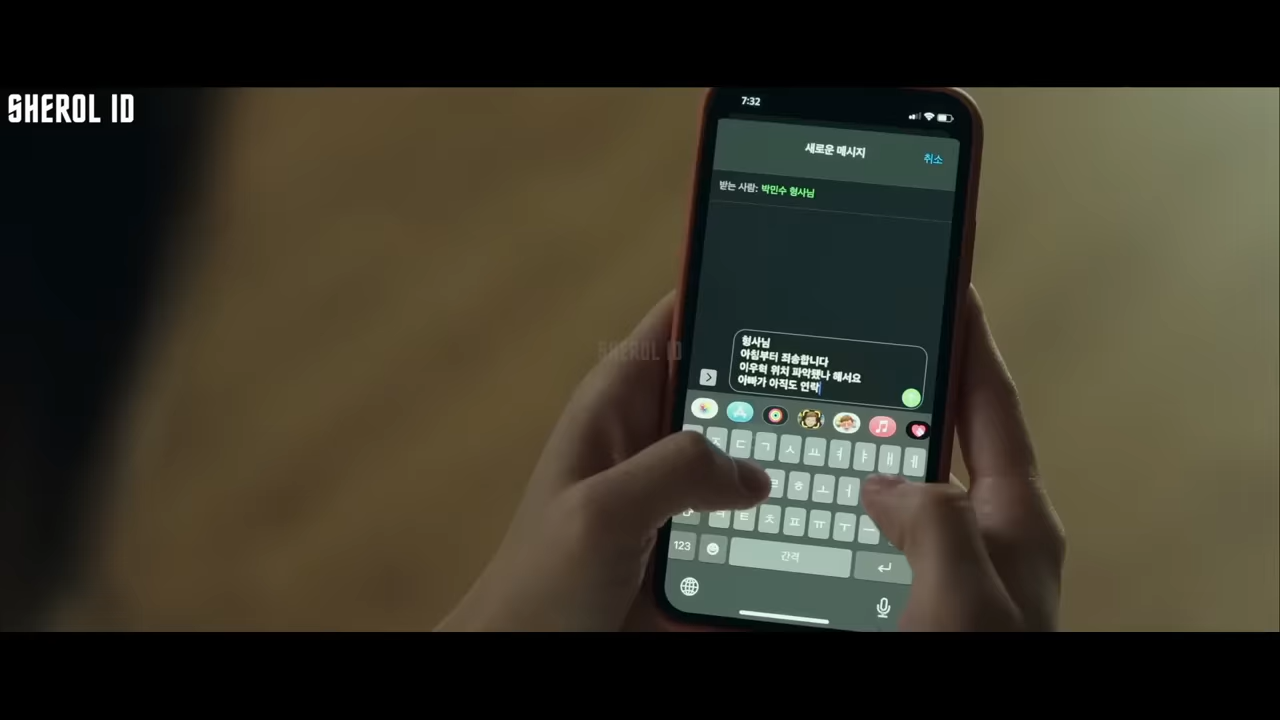 SHEROL ID
7:32
새로운 메시지
취소
받는 사람: 박민수 형사님
SHEROL ID
형사님
아침부터 죄송합니다
이우혁 위치 파악됐나 해서요
아빠가 아직도 연락
ㅈ ㄷ ㄱ ㅅ ㅛ ㅕ ㅑ ㅐ ㅔ
ㄹ ㅎ ㅗ ㅓ
ㅋ ㅌ ㅊ ㅍ ㅠ ㅜ ㅡ
123
간격